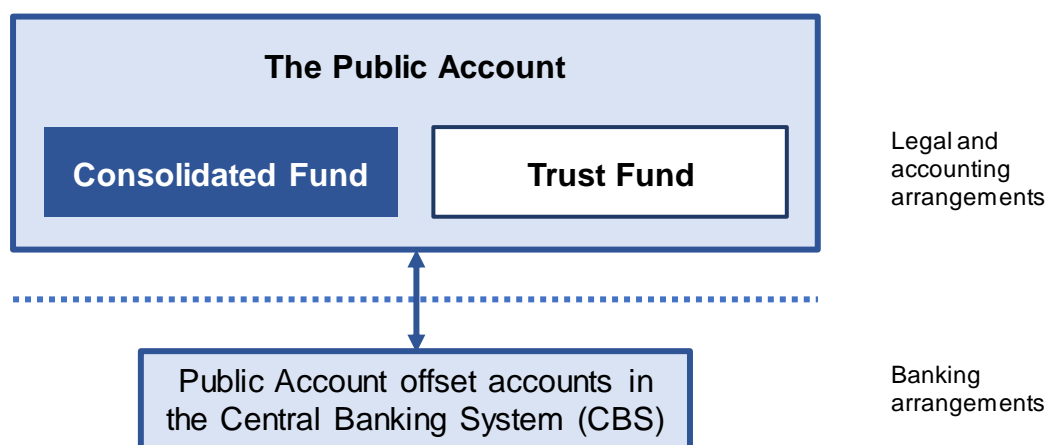 The Public Account
Consolidated Fund
Trust Fund
Legal and
accounting
arrangements
Public Account offset accounts in
the Central Banking System (CBS)
Banking
arrangements